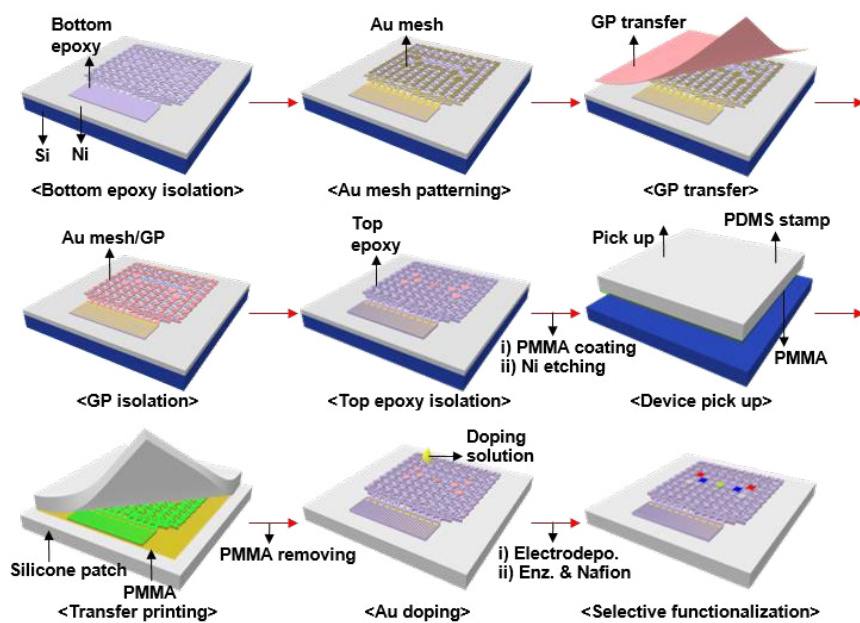 Bottom
epoxy
Au mesh
GP transfer
Si
Ni
<Bottom epoxy isolation>
<Au mesh patterning>
<GP transfer>
Au mesh/GP
Top
epoxy
Pick up
PDMS stamp
i) PMMA coating
ii) Ni etching
PMMA
<GP isolation>
<Top epoxy isolation>
<Device pick up>
Doping
solution
Silicone patch
PMMA
PMMA removing
i) Electrodepo.
ii) Enz. & Nafion
<Transfer printing>
<Au doping>
<Selective functionalization>